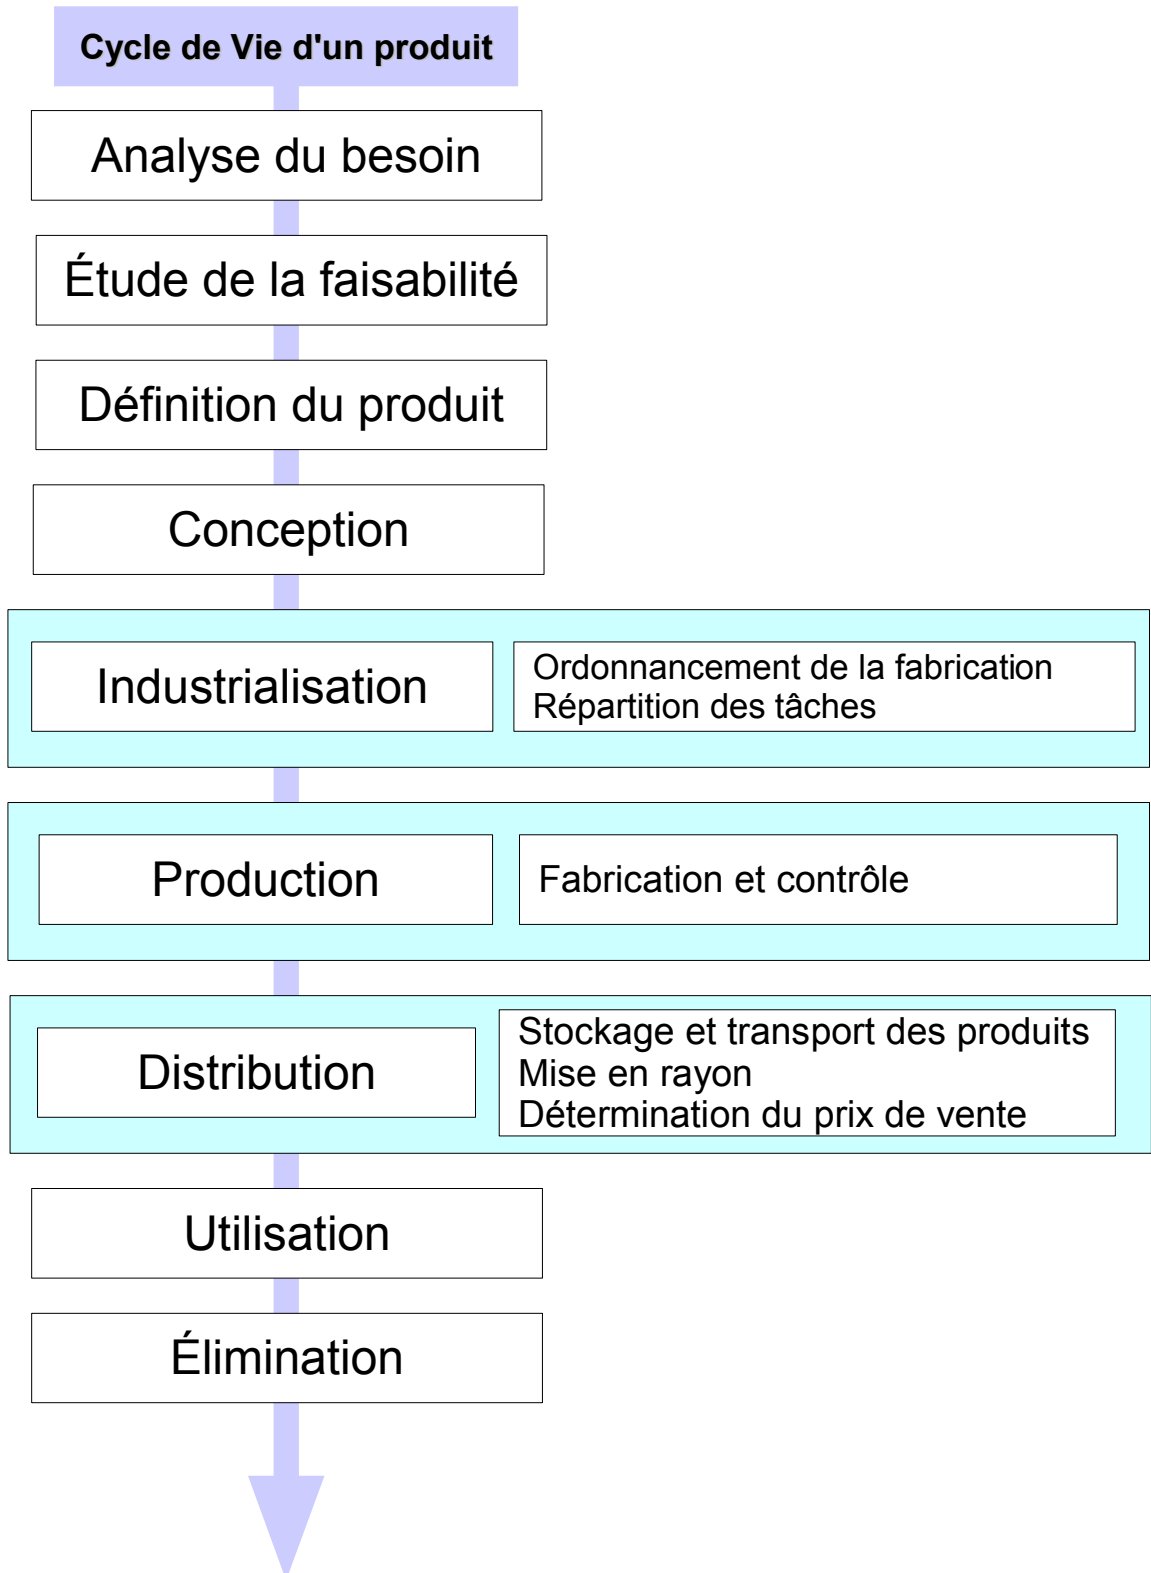 Cycle de Vie d'un produit
Analyse du besoin
Étude de la faisabilité
Définition du produit
Conception
Industrialisation
Ordonnancement de la fabrication
Répartition des tâches
Production
Fabrication et contrôle
Distribution
Stockage et transport des produits
Mise en rayon
Détermination du prix de vente
Utilisation
Élimination